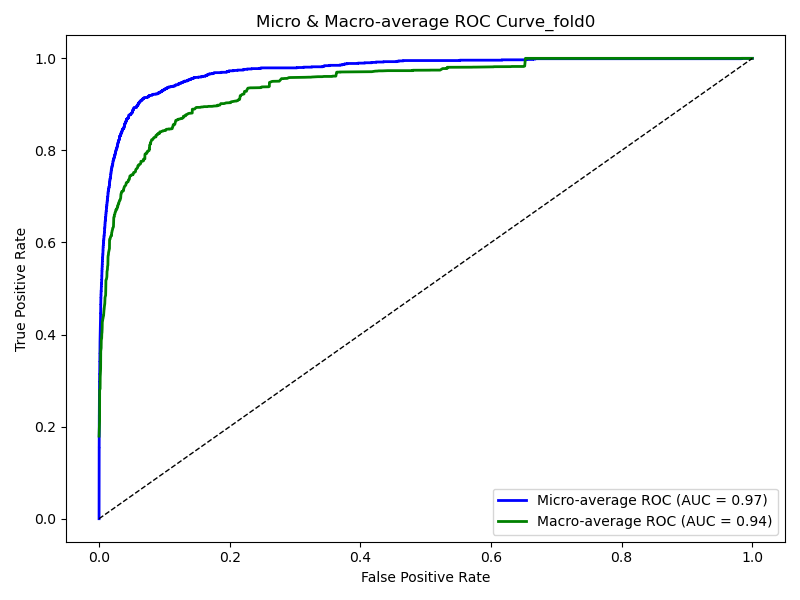 Micro & Macro-average ROC Curve_fold0
True Positive Rate
1.0
0.8
0.6
0.4
0.2
0.0
0.0 0.2 0.4 0.6 0.8 1.0
False Positive Rate
Micro-average ROC (AUC = 0.97)
Macro-average ROC (AUC = 0.94)